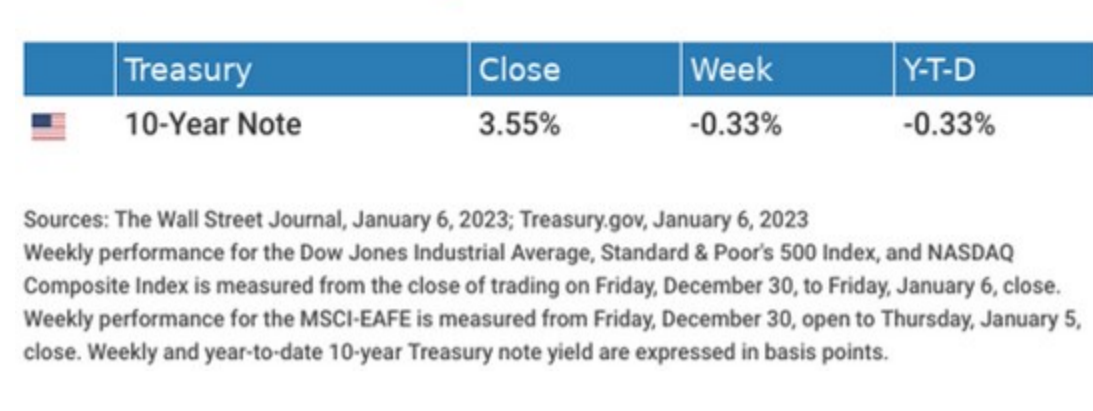 Treasury Close Week Y-T-D
10-Year Note 3.55% -0.33% -0.33%
Sources: The Wall Street Journal, January 6, 2023; Treasury.gov, January 6, 2023
Weekly performance for the Dow Jones Industrial Average, Standard & Poor's 500 Index, and NASDAQ
Composite Index is measured from the close of trading on Friday, December 30, to Friday, January 6, close.
Weekly performance for the MSCI-EAFE is measured from Friday, December 30, open to Thursday, January 5,
close. Weekly and year-to-date 10-year Treasury note yield are expressed in basis points.